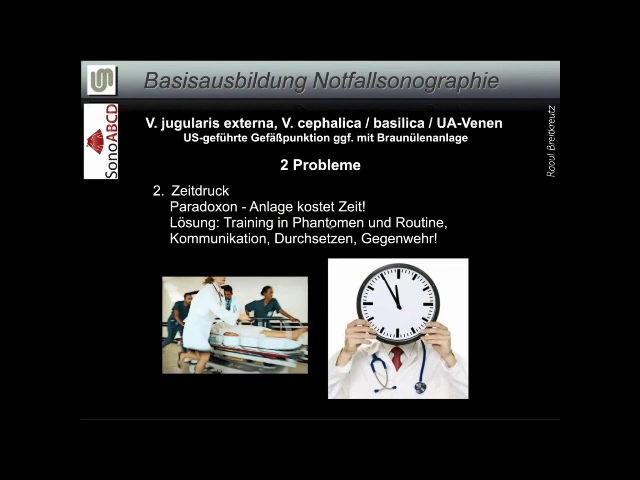 Basisausbildung Notfallsonographie
SonoABCD
Raoul Breitkreutz
V. jugularis externa, V. cephalica / basilica / UA-Venen
US-geführte Gefäßpunktion ggf. mit Braunülenanlage
2 Probleme
2. Zeitdruck
Paradoxon - Anlage kostet Zeit!
Lösung: Training in Phantomen und Routine,
Kommunikation, Durchsetzen, Gegenwehr!